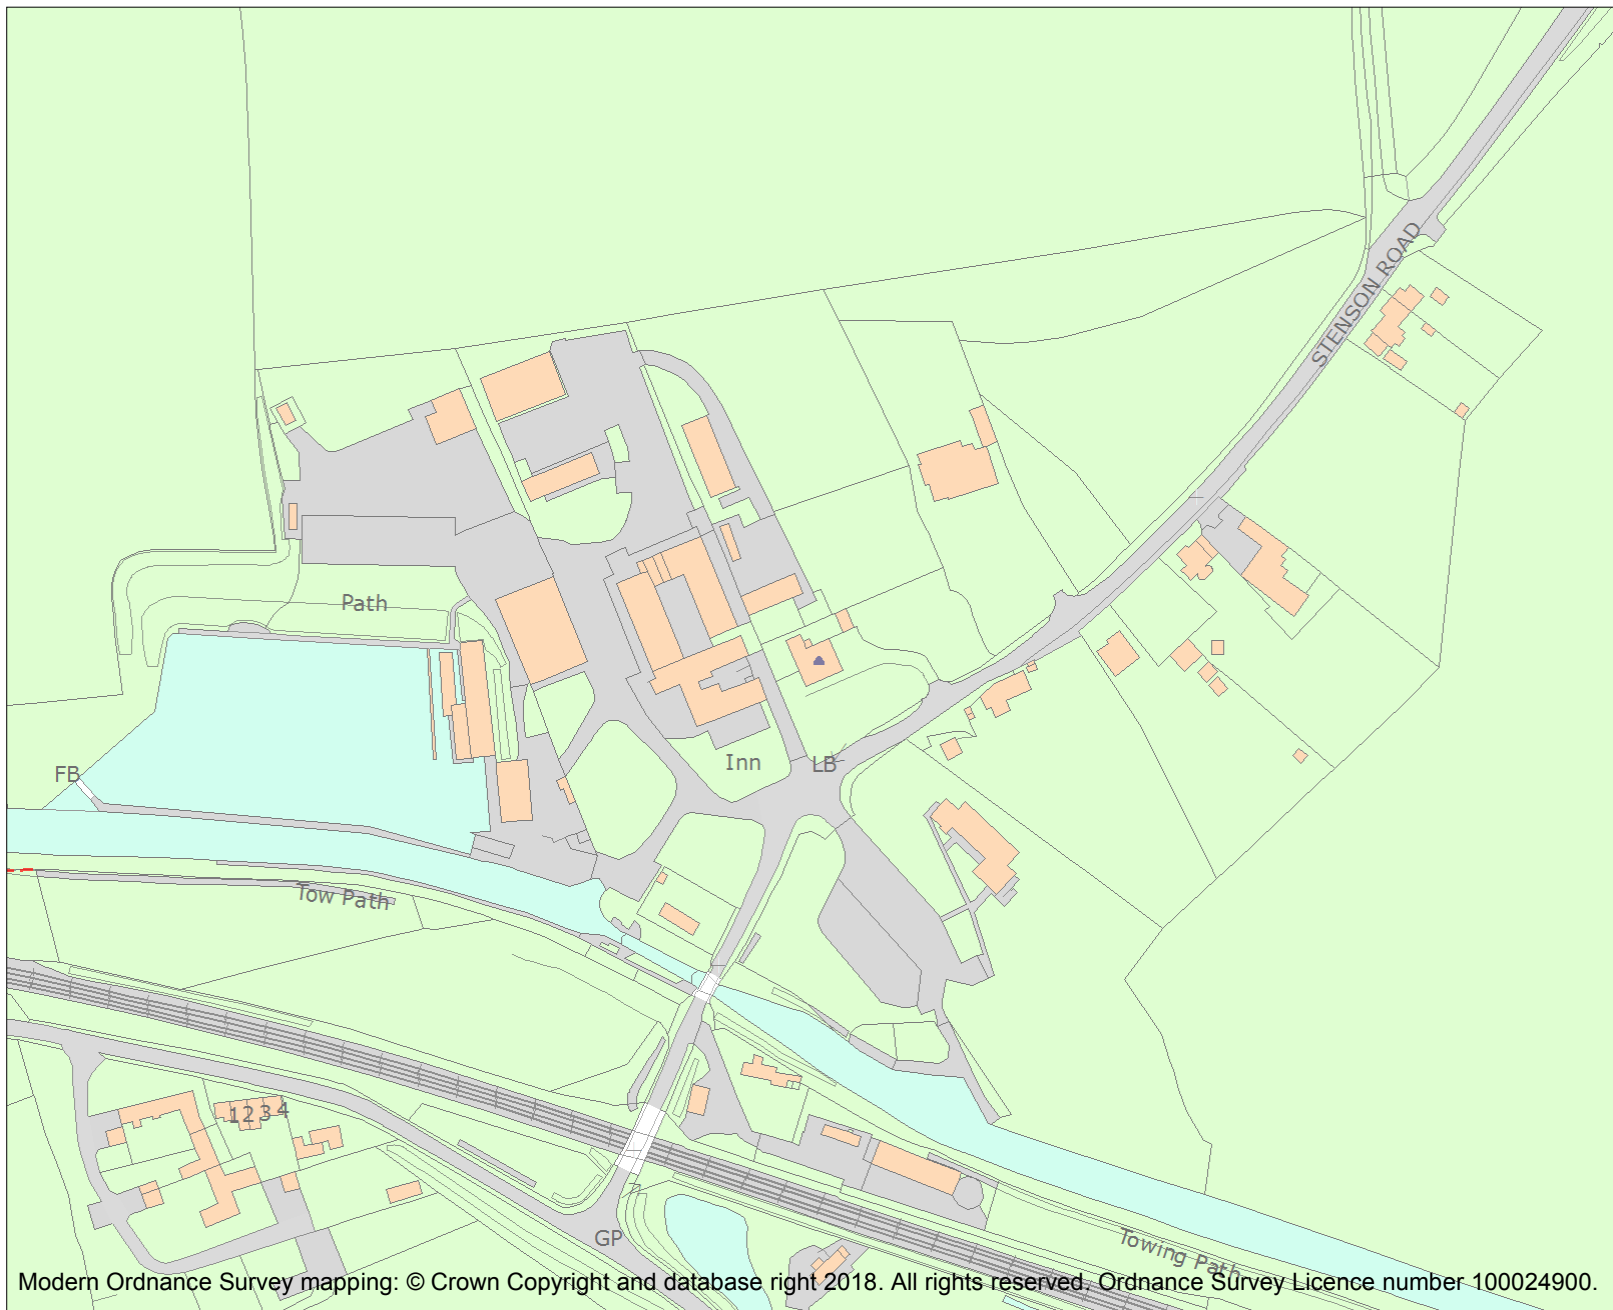 STENSON ROAD
Path
Inn
LB
FB
Tow Path
1 2 3 4
GP
Towing Path
Modern Ordnance Survey mapping: © Crown Copyright and database right 2018. All rights reserved. Ordnance Survey Licence number 100024900.